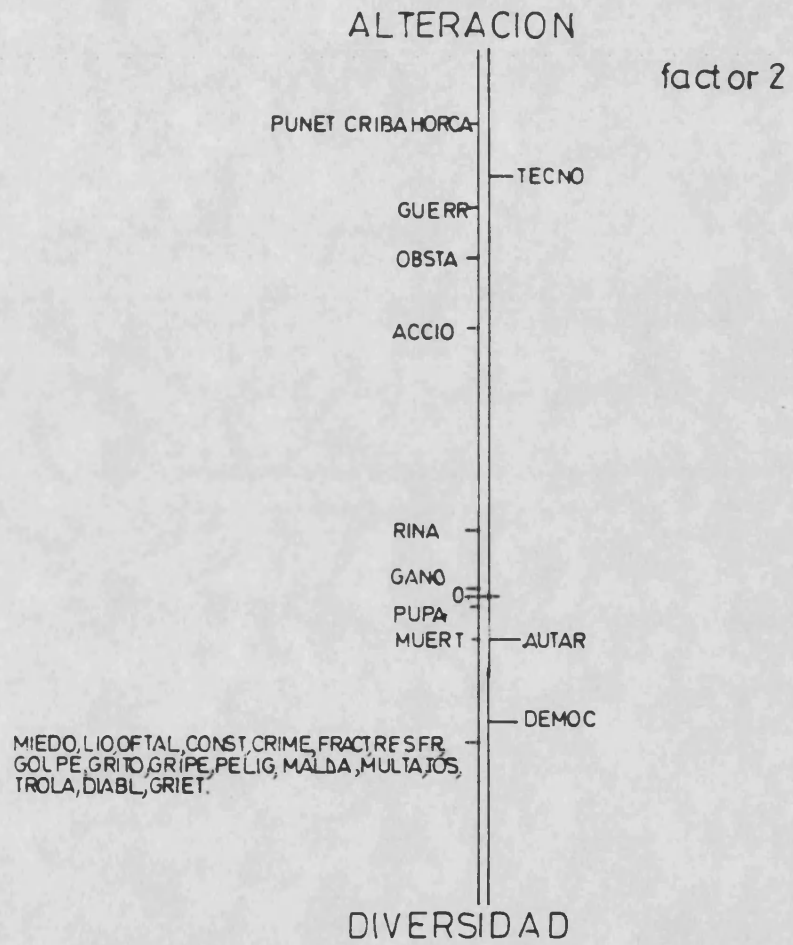 ALTERACION
factor 2
PUNET CRIBA HORCA
TECNO
GUERR
OBSTA
ACCIO
RINA
GANO
0
PUPA
MUERT
AUTAR
DEMOC
MIEDO, LIO, OFTAL, CONST, CRIME, FRACT, RESFR,
GOLPE, GRITO, GRIPE, PELIG, MALDA, MULTA, TOS,
TROLA, DIABL, GRIET.
DIVERSIDAD